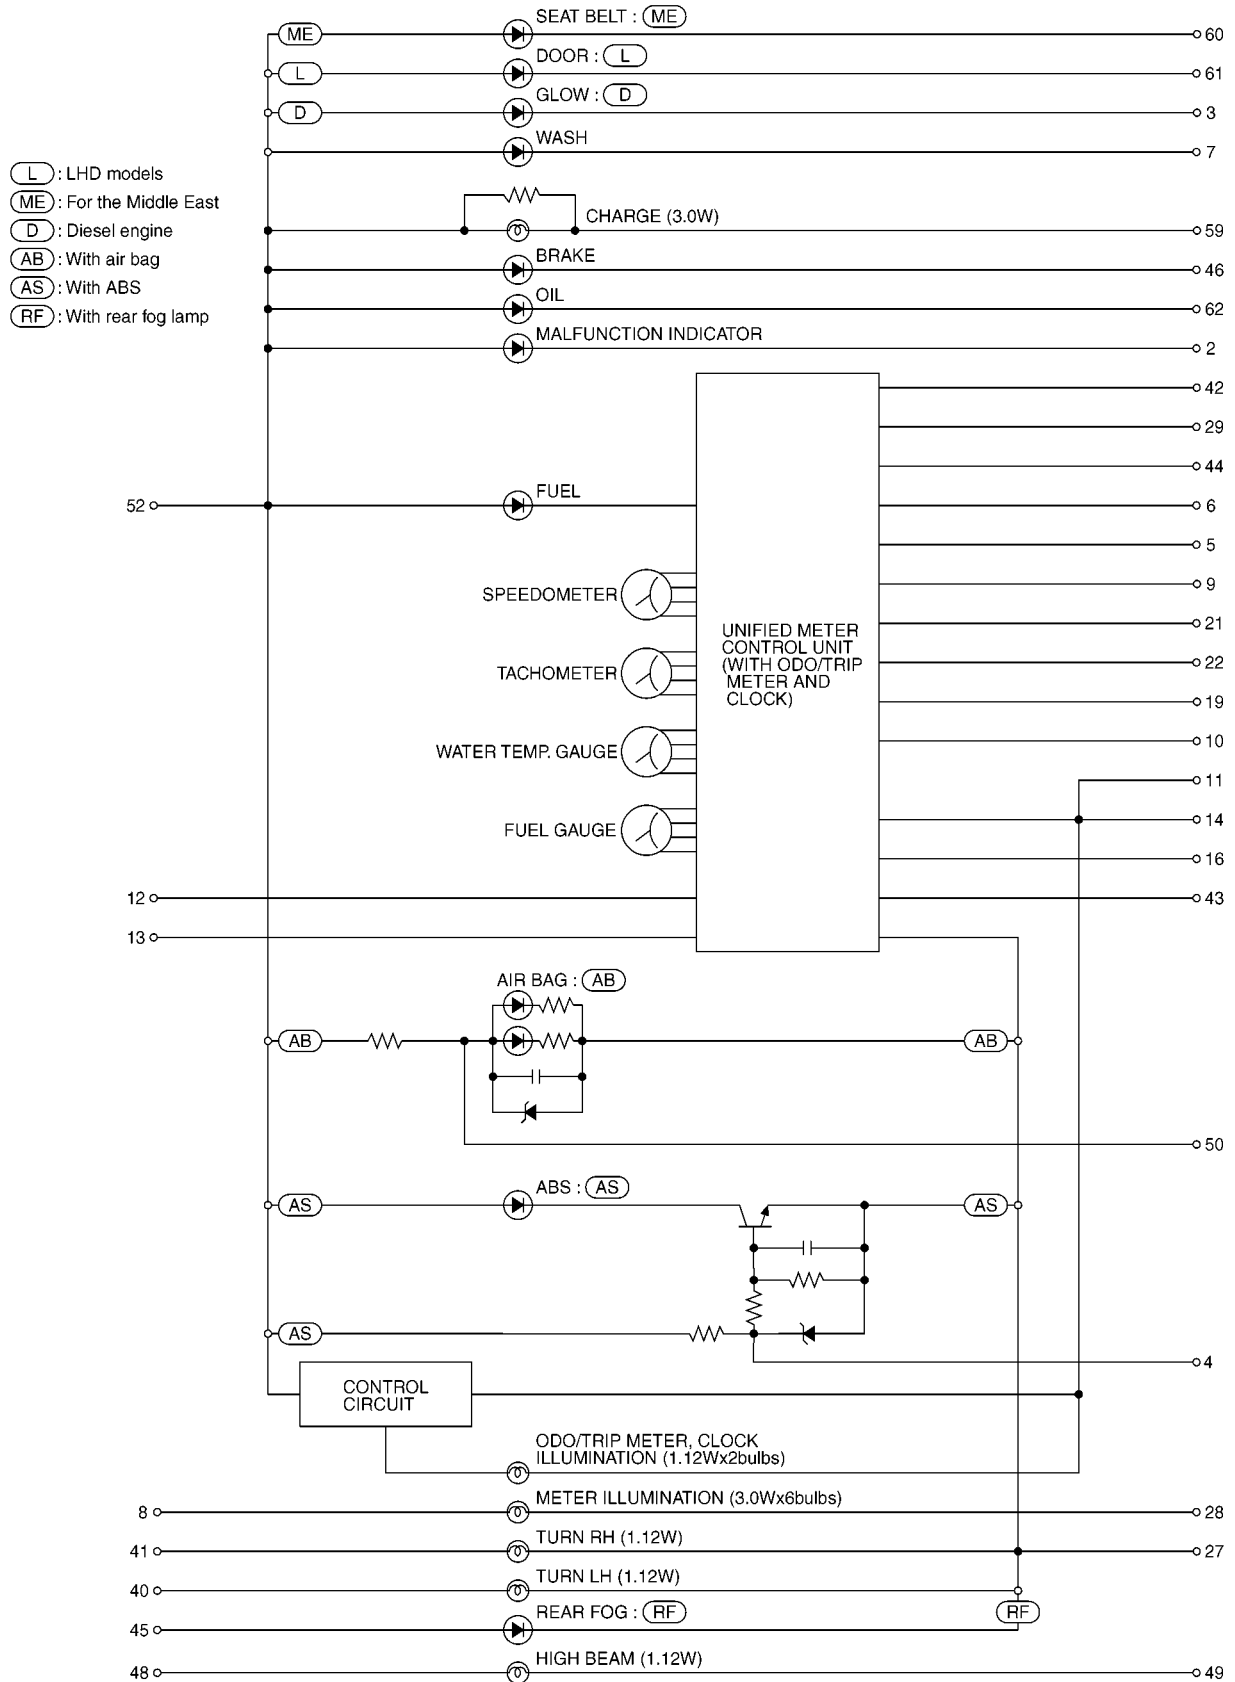 SEAT BELT : ME
ME
60
DOOR : L
L
61
GLOW : D
D
3
WASH
7
L : LHD models
ME : For the Middle East
D : Diesel engine
AB : With air bag
AS : With ABS
RF : With rear fog lamp
CHARGE (3.0W)
59
BRAKE
46
OIL
62
MALFUNCTION INDICATOR
2
42
29
44
52
FUEL
6
5
9
SPEEDOMETER
21
UNIFIED METER
CONTROL UNIT
(WITH ODO/TRIP
METER AND
CLOCK)
22
TACHOMETER
19
10
WATER TEMP. GAUGE
11
14
FUEL GAUGE
16
12
43
13
AIR BAG : AB
AB
AB
50
ABS : AS
AS
AS
AS
4
CONTROL
CIRCUIT
ODO/TRIP METER, CLOCK
ILLUMINATION (1.12Wx2bulbs)
METER ILLUMINATION (3.0Wx6bulbs)
8
28
TURN RH (1.12W)
41
27
TURN LH (1.12W)
40
REAR FOG : RF
RF
45
HIGH BEAM (1.12W)
48
49